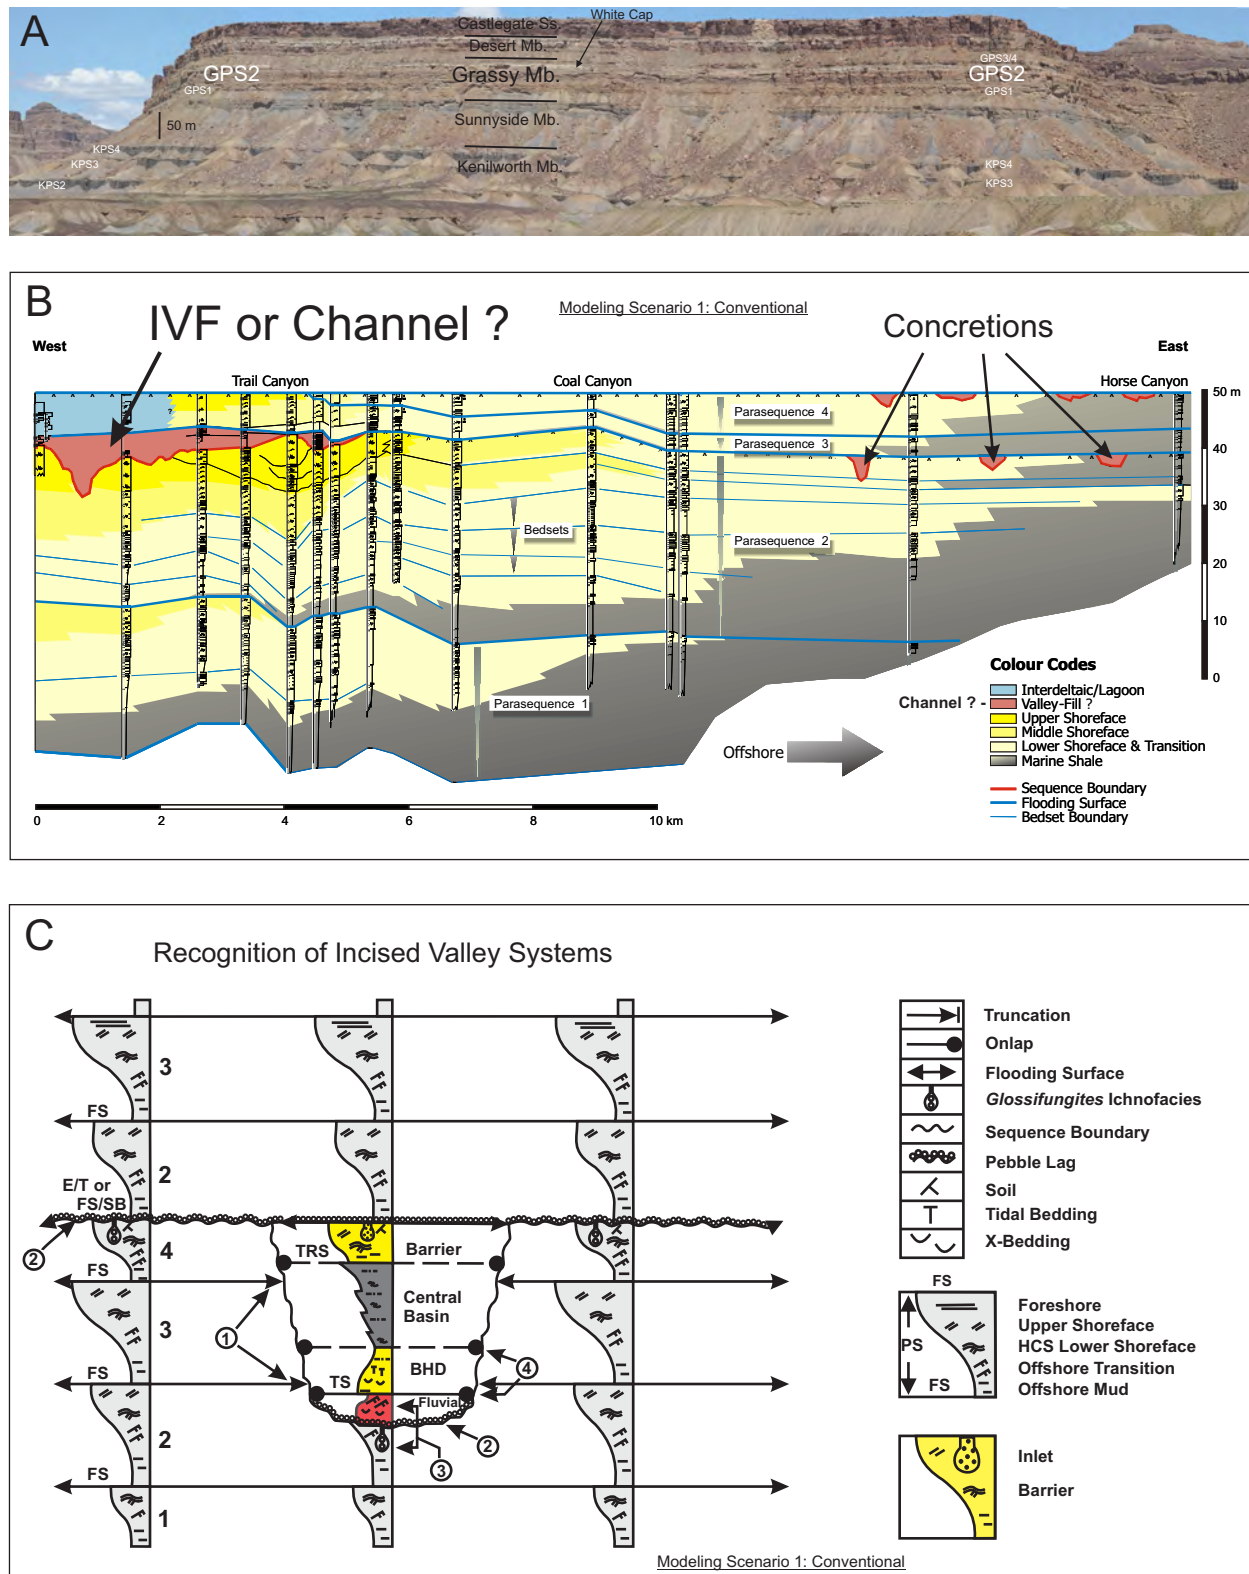 A
Castlegate Ss.
White Cap
Desert Mb.
GPS2
Grassy Mb.
GPS3/4
GPS2
GPS1
GPS1
50 m
Sunnyside Mb.
KPS4
KPS3
Kenilworth Mb.
KPS4
KPS2
KPS3
B
IVF or Channel ?
Modeling Scenario 1: Conventional
Concretions
West
East
Trail Canyon
Coal Canyon
Horse Canyon
50 m
Parasequence 4
?
Parasequence 3
40
30
Bedsets
Parasequence 2
20
10
Colour Codes
0
Interdeltaic/Lagoon
Channel ? - Valley-Fill ?
Parasequence 1
Upper Shoreface
Middle Shoreface
Offshore
Lower Shoreface & Transition
Marine Shale
Sequence Boundary
Flooding Surface
Bedset Boundary
0 2 4 6 8 10 km
C
Recognition of Incised Valley Systems
3
FS
2
E/T or
FS/SB
2
4
TRS
Barrier
FS
Central
Basin
3
1
BHD
4
FS
TS
Fluvial
2
2
3
FS
1
Truncation
Onlap
Flooding Surface
Glossifungites Ichnofacies
Sequence Boundary
Pebble Lag
Soil
Tidal Bedding
X-Bedding
FS
Foreshore
Upper Shoreface
PS
HCS Lower Shoreface
Offshore Transition
FS
Offshore Mud
Inlet
Barrier
Modeling Scenario 1: Conventional